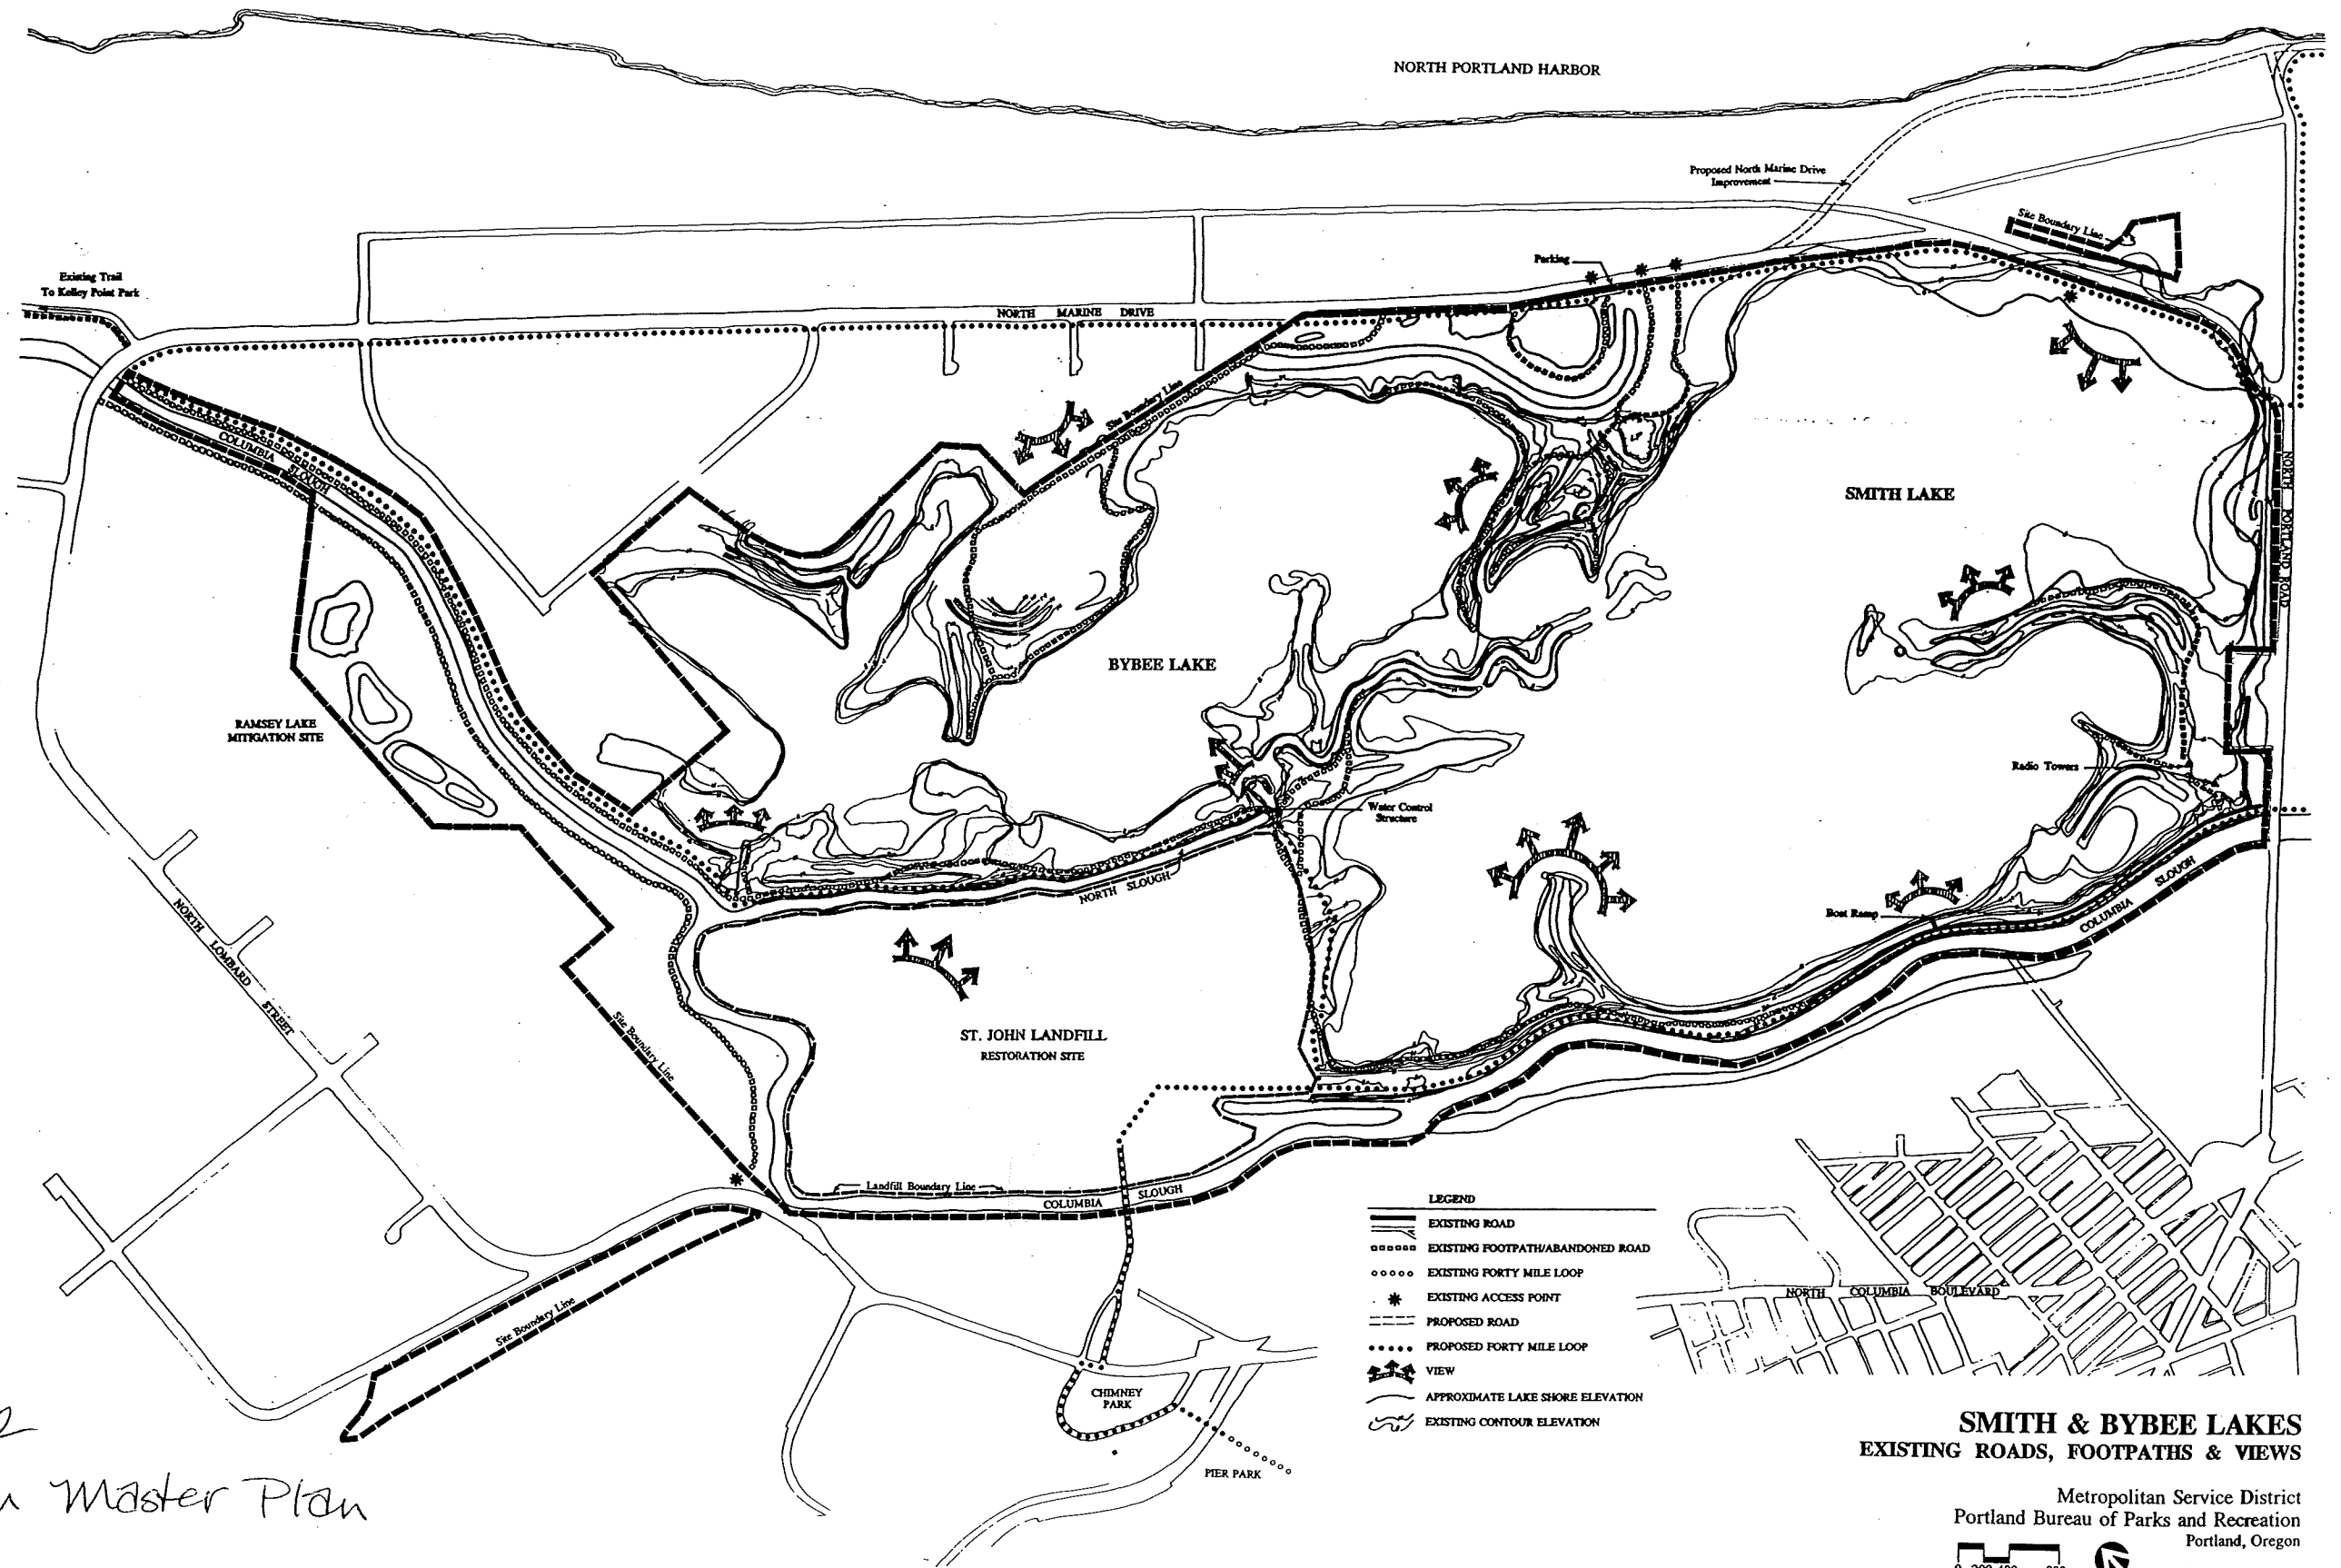 NORTH PORTLAND HARBOR
Proposed North Marine Drive
Improvement
Site Boundary Line
Existing Trail
To Kelley Point Park
Parking
NORTH MARINE DRIVE
Site Boundary Line
COLUMBIA SLOUGH
SMITH LAKE
NORTH PORTLAND ROAD
BYBEE LAKE
RAMSEY LAKE
MITIGATION SITE
Radio Towers
Water Control
Structure
NORTH SLOUGH
Boat Ramp
COLUMBIA SLOUGH
NORTH LOMBARD STREET
Site Boundary Line
ST. JOHN LANDFILL
RESTORATION SITE
Landfill Boundary Line
COLUMBIA SLOUGH
Site Boundary Line
CHIMNEY
PARK
PIER PARK
NORTH COLUMBIA BOULEVARD
LEGEND
EXISTING ROAD
EXISTING FOOTPATH/ABANDONED ROAD
EXISTING FORTY MILE LOOP
EXISTING ACCESS POINT
PROPOSED ROAD
PROPOSED FORTY MILE LOOP
VIEW
APPROXIMATE LAKE SHORE ELEVATION
EXISTING CONTOUR ELEVATION
Master Plan
SMITH & BYBEE LAKES
EXISTING ROADS, FOOTPATHS & VIEWS
Metropolitan Service District
Portland Bureau of Parks and Recreation
Portland, Oregon